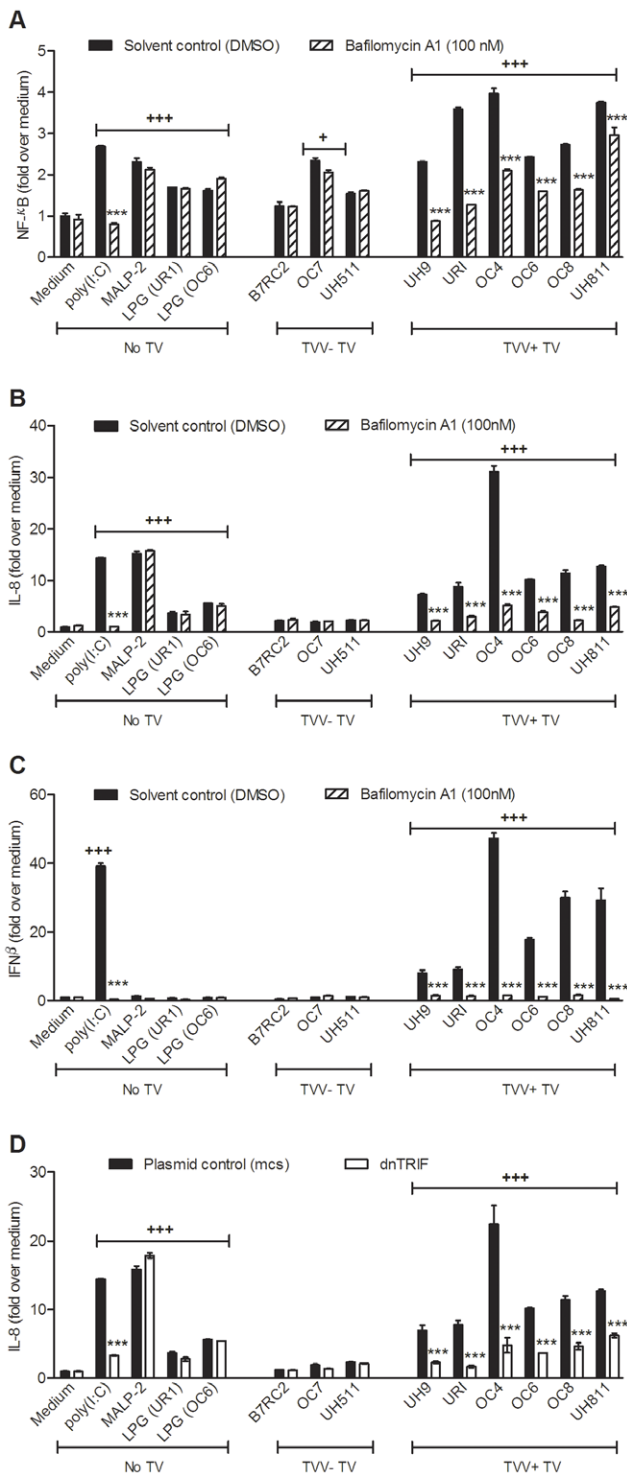 A
Solvent control (DMSO) Bafilomycin A1 (100 nM)
NF-κB (fold over medium)
5
4
3
2
1
0
+++
***
+
+++
***
***
***
***
***
***
Medium
poly(I:C)
MALP-2
LPG (UR1)
LPG (OC6)
B7RC2
OC7
UH511
UH9
URI
OC4
OC6
OC8
UH811
No TV TVV- TV TVV+ TV
B
Solvent control (DMSO) Bafilomycin A1 (100nM)
IL-8 (fold over medium)
40
30
20
10
0
+++
***
+++
***
***
***
***
***
***
Medium
poly(I:C)
MALP-2
LPG (UR1)
LPG (OC6)
B7RC2
OC7
UH511
UH9
URI
OC4
OC6
OC8
UH811
No TV TVV- TV TVV+ TV
C
Solvent control (DMSO) Bafilomycin A1 (100nM)
IFNβ (fold over medium)
60
40
20
0
+++
***
+++
***
***
***
***
***
***
Medium
poly(I:C)
MALP-2
LPG (UR1)
LPG (OC6)
B7RC2
OC7
UH511
UH9
URI
OC4
OC6
OC8
UH811
No TV TVV- TV TVV+ TV
D
Plasmid control (mcs) dnTRIF
IL-8 (fold over medium)
30
20
10
0
+++
***
+++
***
***
***
***
***
***
Medium
poly(I:C)
MALP-2
LPG (UR1)
LPG (OC6)
B7RC2
OC7
UH511
UH9
URI
OC4
OC6
OC8
UH811
No TV TVV- TV TVV+ TV